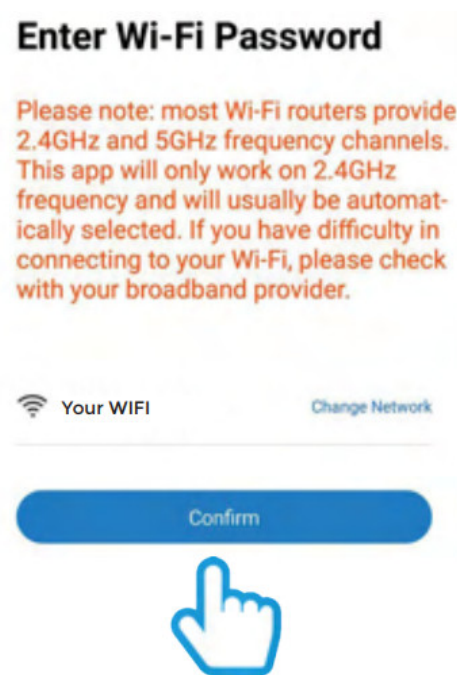 Enter Wi-Fi Password
Please note: most Wi-Fi routers provide
2.4GHz and 5GHz frequency channels.
This app will only work on 2.4GHz
frequency and will usually be automat-
ically selected. If you have difficulty in
connecting to your Wi-Fi, please check
with your broadband provider.
Your WIFI Change Network
Confirm